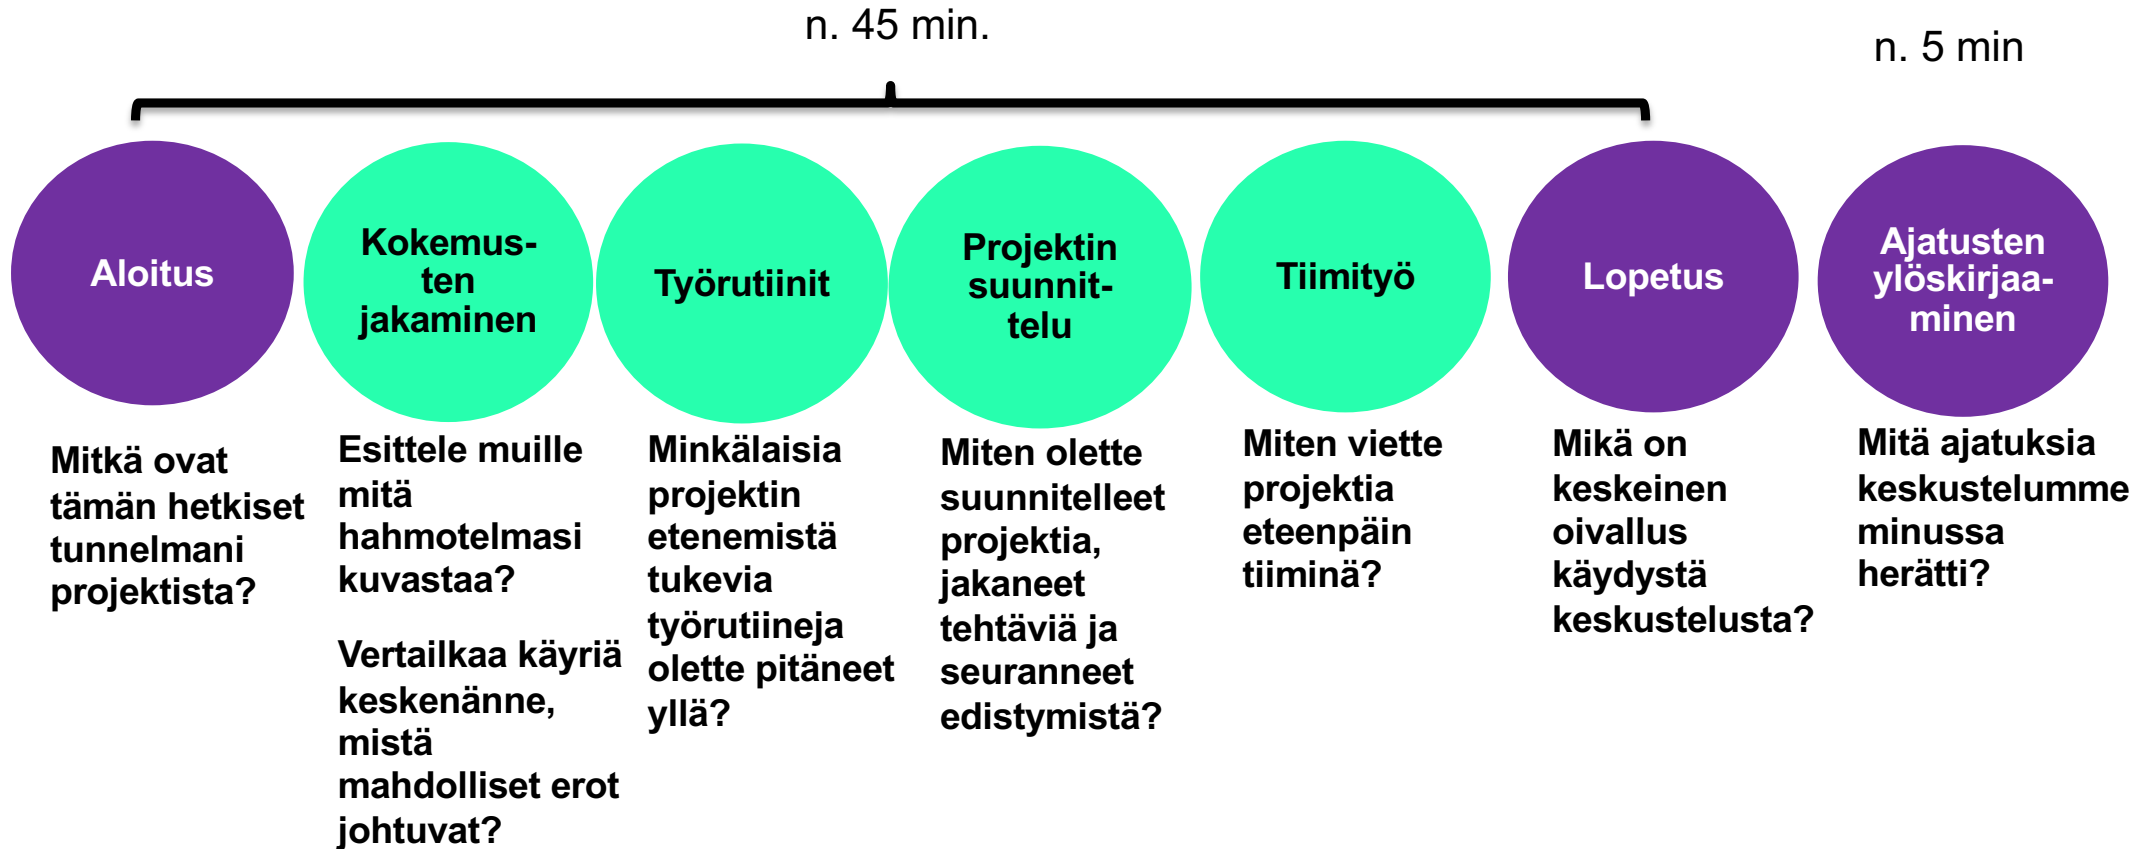 n. 45 min.
n. 5 min
Aloitus
Kokemus-
ten
jakaminen
Työrutiinit
Projektin
suunnit-
telu
Tiimityö
Lopetus
Ajatusten
ylöskirjaa-
minen
Mitkä ovat
tämän hetkiset
tunnelmani
projektista?
Esittele muille
mitä
hahmotelmasi
kuvastaa?
Vertailkaa käyriä
keskenänne,
mistä
mahdolliset erot
johtuvat?
Minkälaisia
projektin
etenemistä
tukevia
työrutiineja
olette pitäneet
yllä?
Miten olette
suunnitelleet
projektia,
jakaneet
tehtäviä ja
seuranneet
edistymistä?
Miten viette
projektia
eteenpäin
tiiminä?
Mikä on
keskeinen
oivallus
käydystä
keskustelusta?
Mitä ajatuksia
keskustelumme
minussa
herätti?